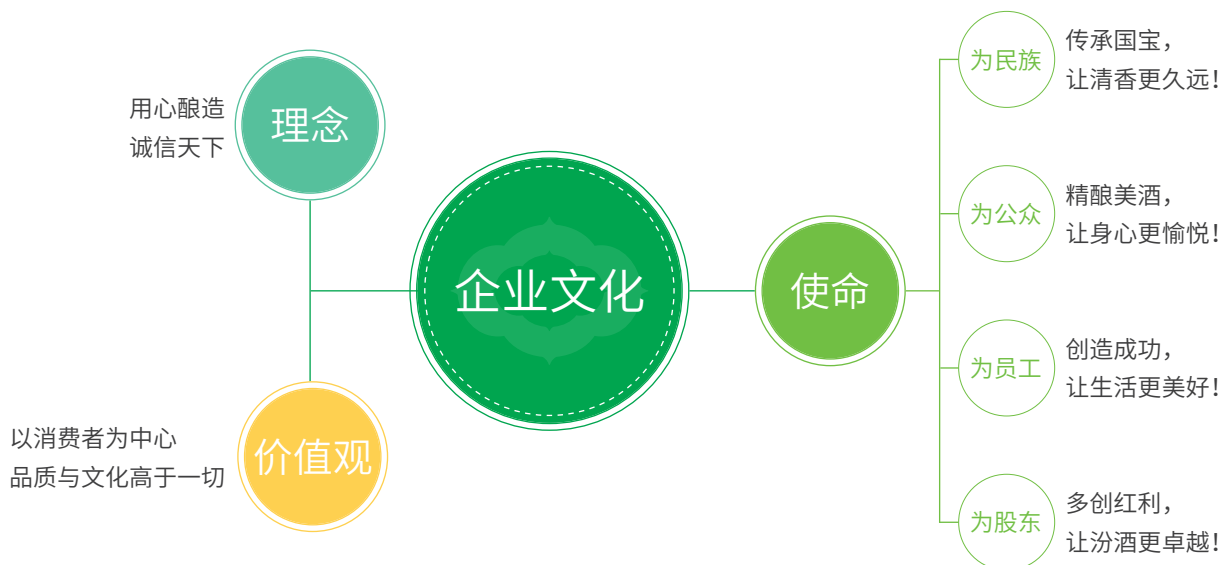 理念
用心酿造
诚信天下
价值观
以消费者为中心
品质与文化高于一切
企业文化
使命
为民族
传承国宝，
让清香更久远！
为公众
精酿美酒，
让身心更愉悦！
为员工
创造成功，
让生活更美好！
为股东
多创红利，
让汾酒更卓越！